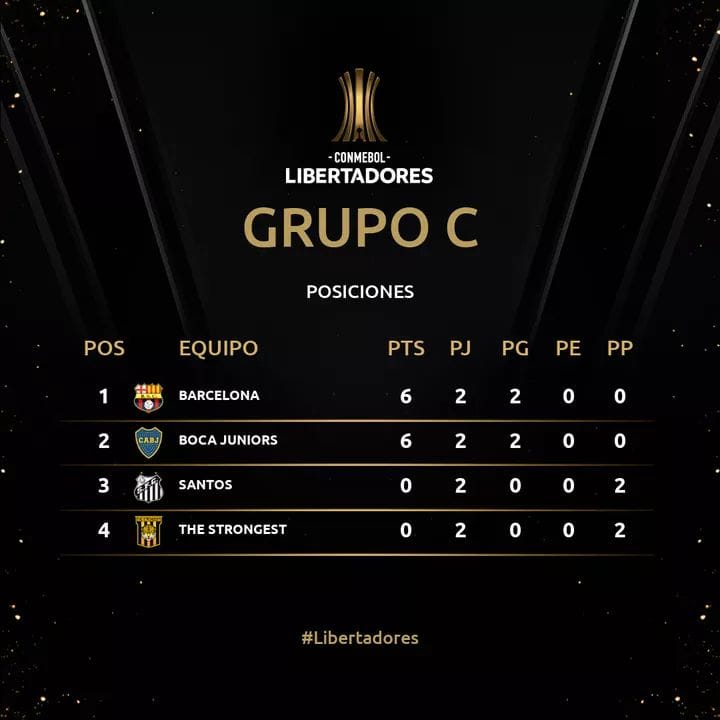 - CONMEBOL -
LIBERTADORES
GRUPO C
POSICIONES
POS EQUIPO PTS PJ PG PE PP
1 BARCELONA 6 2 2 0 0
2 CABJ BOCA JUNIORS 6 2 2 0 0
3 SANTOS 0 2 0 0 2
4 THE STRONGEST 0 2 0 0 2
#Libertadores